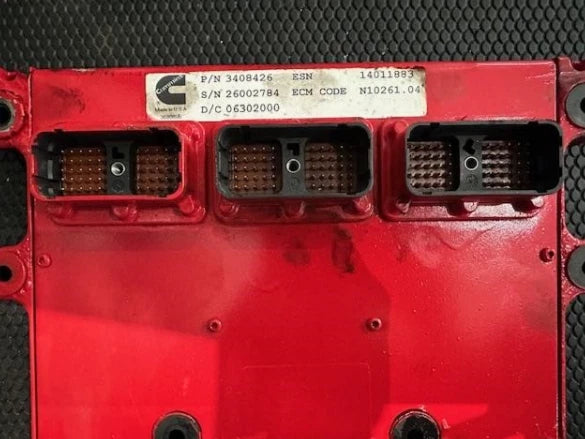 Cummins
P/N 3408426 ESN 14011883
S/N 26002784 ECM CODE N10261.04
Made in U.S.A.
D/C 06302000